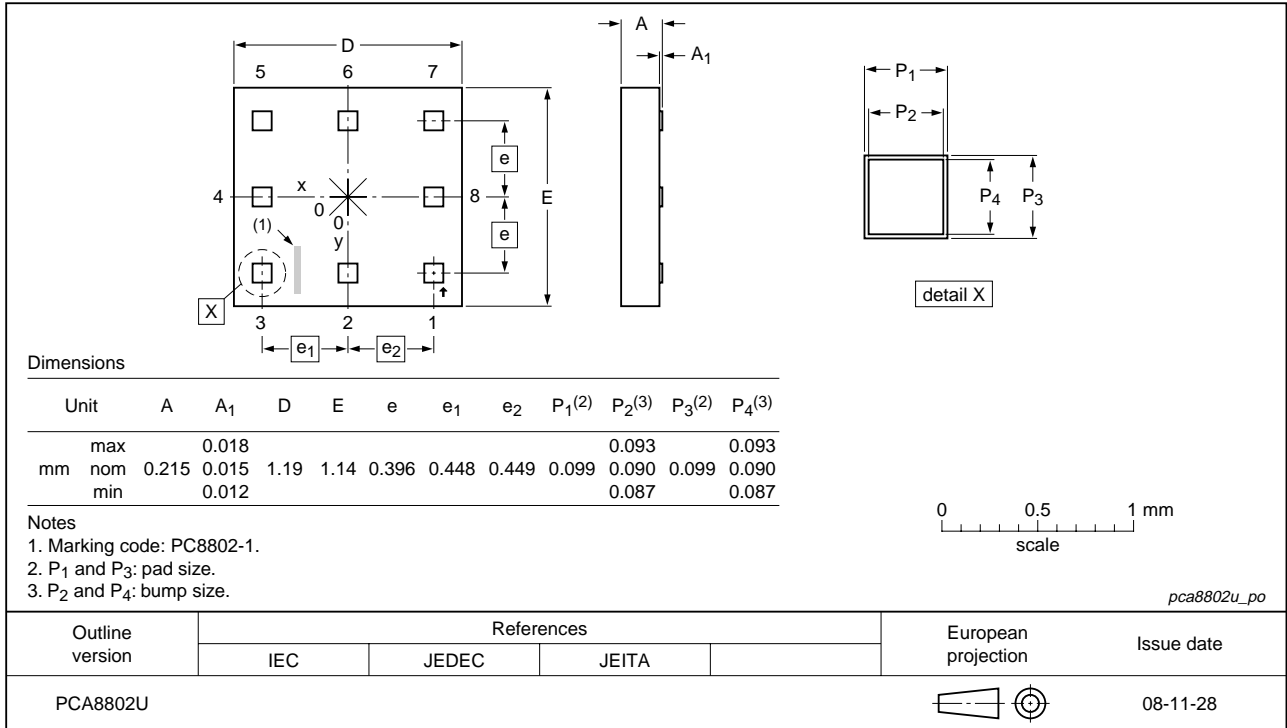 D
A
A1
5 6 7
P1
P2
e
4 x 8 E
0
0
(1)
y
e
P4 P3
X
detail X
3 2 1
e1 e2
Dimensions
Unit A A1 D E e e1 e2 P1(2) P2(3) P3(2) P4(3)
max 0.018 0.093 0.093
mm nom 0.215 0.015 1.19 1.14 0.396 0.448 0.449 0.099 0.090 0.099 0.090
min 0.012 0.087 0.087
0 0.5 1 mm
scale
Notes
1. Marking code: PC8802-1.
2. P1 and P3: pad size.
3. P2 and P4: bump size.
pca8802u_po
Outline version
References
European projection
Issue date
IEC JEDEC JEITA
PCA8802U
08-11-28